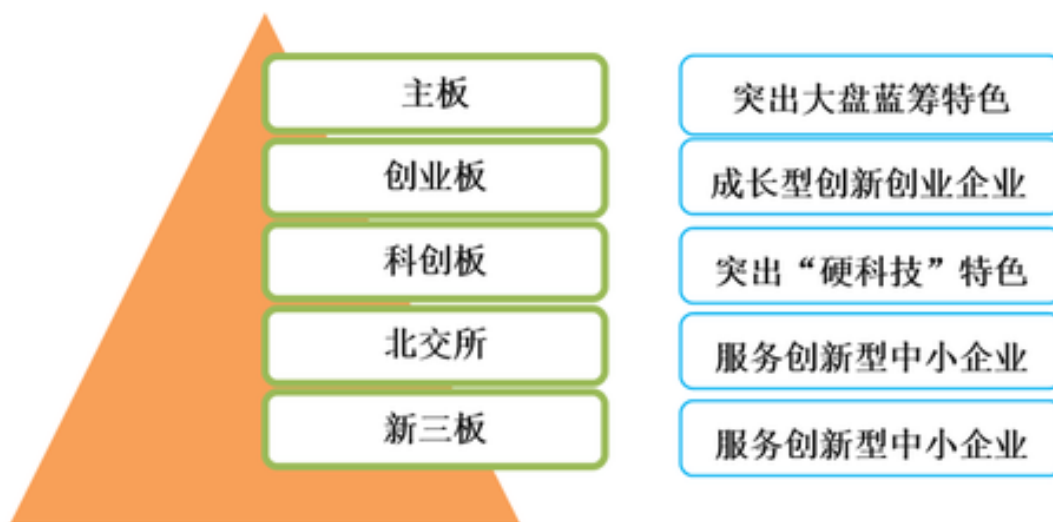 主板
突出大盘蓝筹特色
创业板
成长型创新创业企业
科创板
突出“硬科技”特色
北交所
服务创新型中小企业
新三板
服务创新型中小企业